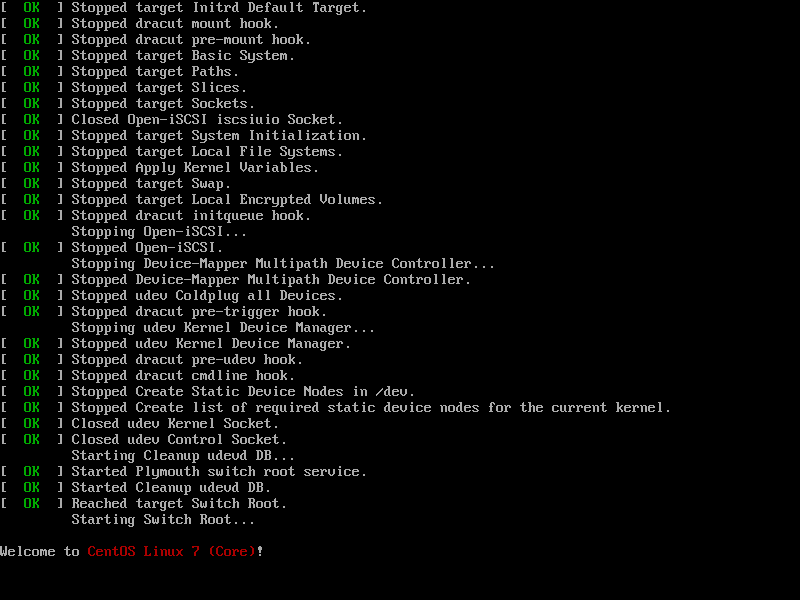 [  OK  ] Stopped target Initrd Default Target.
[  OK  ] Stopped dracut mount hook.
[  OK  ] Stopped dracut pre-mount hook.
[  OK  ] Stopped target Basic System.
[  OK  ] Stopped target Paths.
[  OK  ] Stopped target Slices.
[  OK  ] Stopped target Sockets.
[  OK  ] Closed Open-iSCSI iscsiuio Socket.
[  OK  ] Stopped target System Initialization.
[  OK  ] Stopped target Local File Systems.
[  OK  ] Stopped Apply Kernel Variables.
[  OK  ] Stopped target Swap.
[  OK  ] Stopped target Local Encrypted Volumes.
[  OK  ] Stopped dracut initqueue hook.
         Stopping Open-iSCSI...
[  OK  ] Stopped Open-iSCSI.
         Stopping Device-Mapper Multipath Device Controller...
[  OK  ] Stopped Device-Mapper Multipath Device Controller.
[  OK  ] Stopped udev Coldplug all Devices.
[  OK  ] Stopped dracut pre-trigger hook.
         Stopping udev Kernel Device Manager...
[  OK  ] Stopped udev Kernel Device Manager.
[  OK  ] Stopped dracut pre-udev hook.
[  OK  ] Stopped dracut cmdline hook.
[  OK  ] Stopped Create Static Device Nodes in /dev.
[  OK  ] Stopped Create list of required static device nodes for the current kernel.
[  OK  ] Closed udev Kernel Socket.
[  OK  ] Closed udev Control Socket.
         Starting Cleanup udevd DB...
[  OK  ] Started Plymouth switch root service.
[  OK  ] Started Cleanup udevd DB.
[  OK  ] Reached target Switch Root.
         Starting Switch Root...
Welcome to CentOS Linux 7 (Core)!